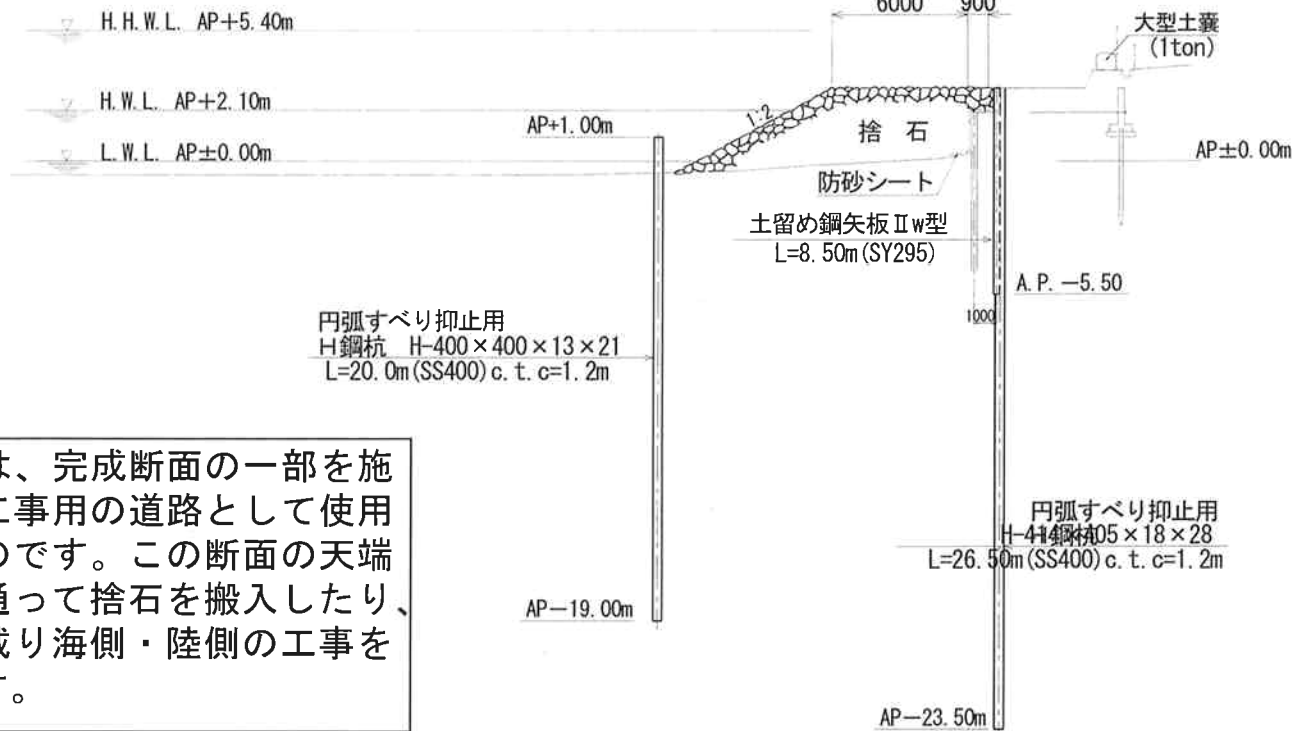 6000 900
H.H.W.L. AP+5.40m
大型土嚢
(1ton)
H.W.L. AP+2.10m
AP+1.00m
1:2
捨 石
L.W.L. AP±0.00m
AP±0.00m
防砂シート
土留め鋼矢板Ⅱw型
L=8.50m(SY295)
A.P. −5.50
1000
円弧すべり抑止用
H鋼杭 H-400×400×13×21
L=20.0m(SS400)c.t.c=1.2m
は、完成断面の一部を施
工事用の道路として使用
のです。この断面の天端
通って捨石を搬入したり、
載り海側・陸側の工事を
す。
円弧すべり抑止用
H鋼杭
405×18×28
L=26.50m(SS400)c.t.c=1.2m
AP−19.00m
AP−23.50m